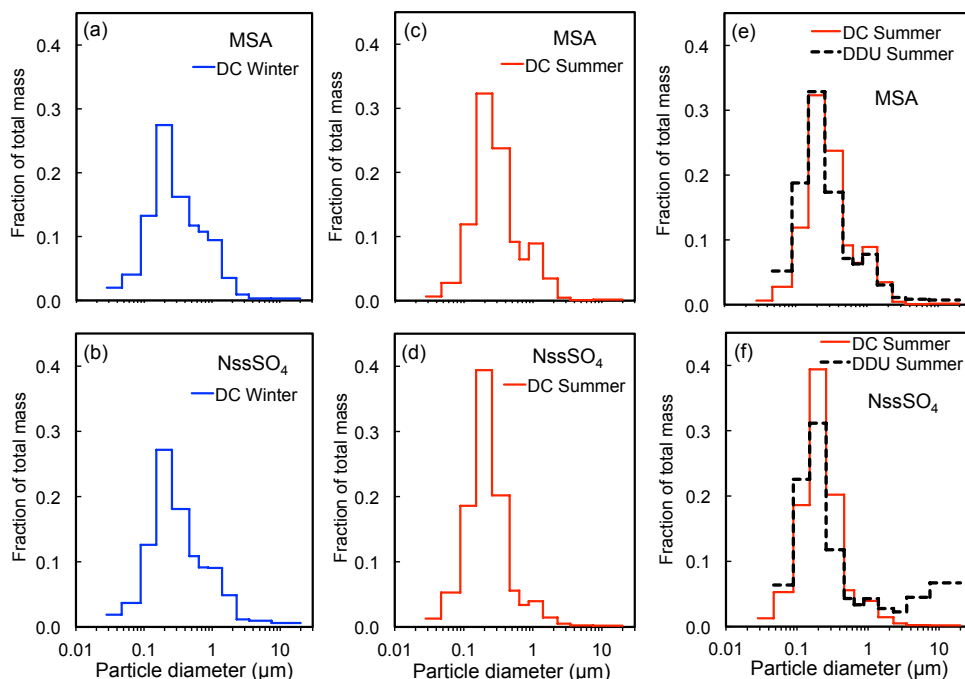 (a)
MSA
DC Winter
Fraction of total mass
0.4
0.3
0.2
0.1
0.0
(c)
MSA
DC Summer
Fraction of total mass
0.4
0.3
0.2
0.1
0.0
(e)
DC Summer
DDU Summer
MSA
Fraction of total mass
0.4
0.3
0.2
0.1
0.0
(b)
NssSO₄
DC Winter
Fraction of total mass
0.4
0.3
0.2
0.1
0.0
0.01 0.1 1 10
Particle diameter (µm)
(d)
NssSO₄
DC Summer
Fraction of total mass
0.4
0.3
0.2
0.1
0.0
0.01 0.1 1 10
Particle diameter (µm)
(f)
DC Summer
DDU Summer
NssSO₄
Fraction of total mass
0.4
0.3
0.2
0.1
0.0
0.01 0.1 1 10
Particle diameter (µm)